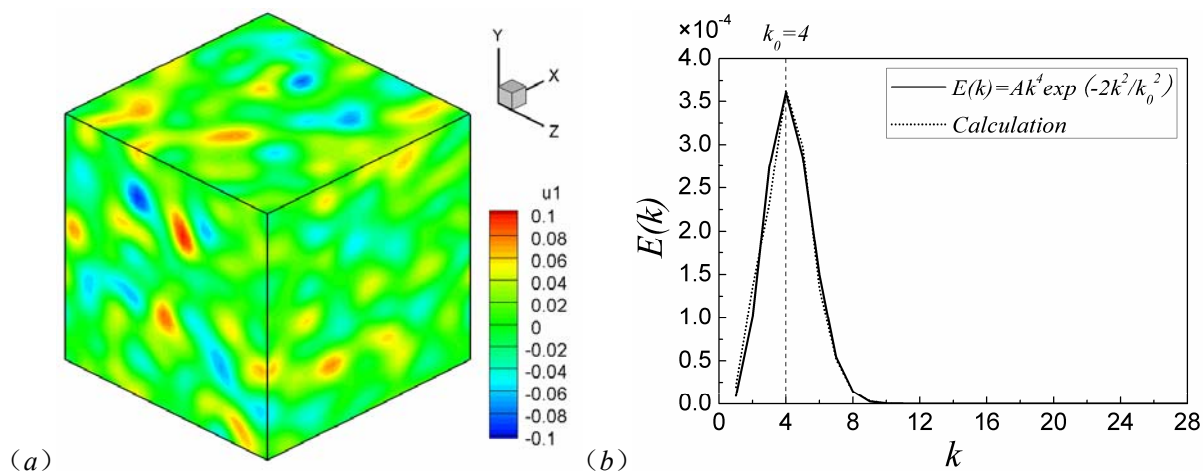 Y
X
Z
u1
0.1
0.08
0.06
0.04
0.02
0
-0.02
-0.04
-0.06
-0.08
-0.1
(a)
×10⁻⁴
k₀=4
4.0
3.5
3.0
2.5
2.0
1.5
1.0
0.5
0.0
E(k)
E(k)=Ak⁴exp (-2k²/k₀²)
Calculation
0 4 8 12 16 20 24 28
k
(b)